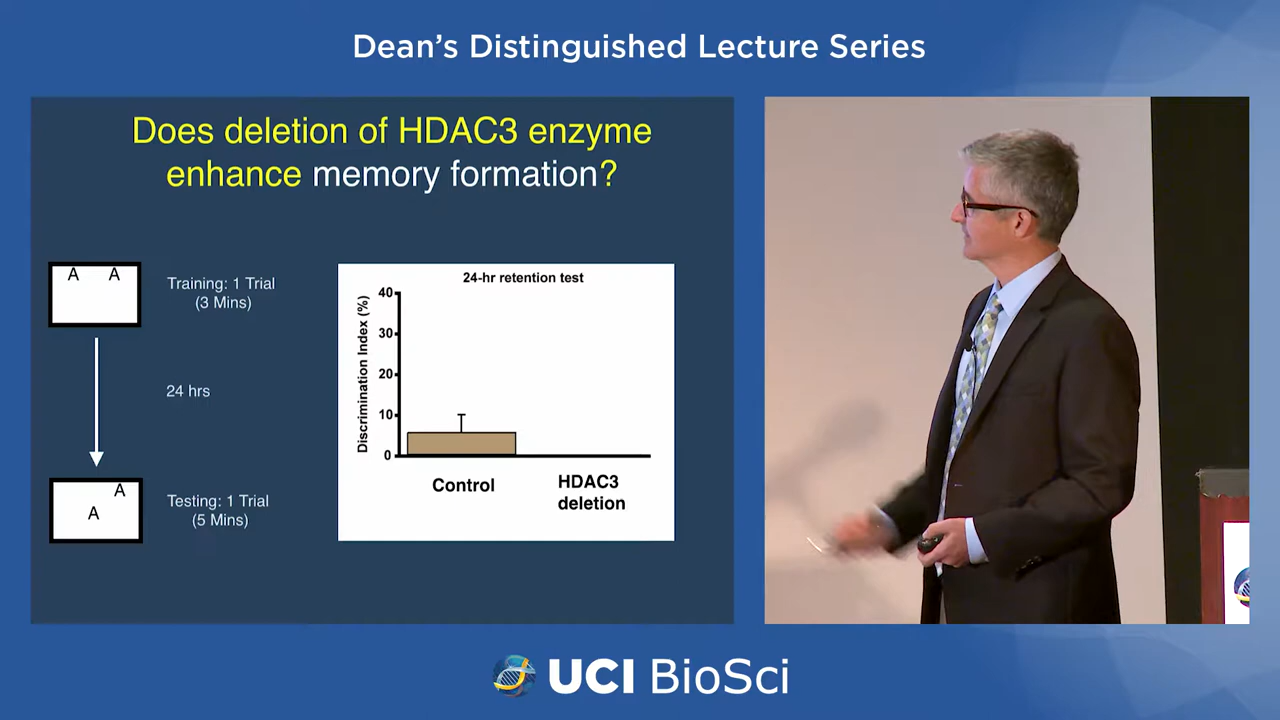 Dean’s Distinguished Lecture Series
Does deletion of HDAC3 enzyme
enhance memory formation?
A A
Training: 1 Trial
(3 Mins)
24 hrs
A
A
Testing: 1 Trial
(5 Mins)
24-hr retention test
Discrimination Index (%)
40
30
20
10
0
Control
HDAC3
deletion
UCI BioSci